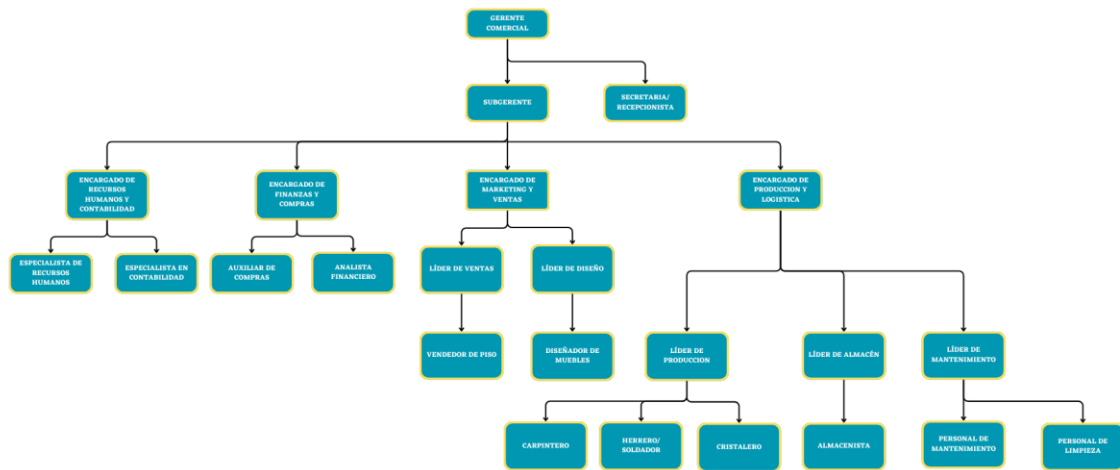 GERENTE
COMERCIAL
SUBGERENTE
SECRETARIA/
RECEPCIONISTA
ENCARGADO DE
RECURSOS
HUMANOS Y
CONTABILIDAD
ENCARGADO DE
FINANZAS Y
COMPRAS
ENCARGADO DE
MARKETING Y
VENTAS
ENCARGADO DE
PRODUCCION Y
LOGISTICA
ESPECIALISTA DE
RECURSOS
HUMANOS
ESPECIALISTA EN
CONTABILIDAD
AUXILIAR DE
COMPRAS
ANALISTA
FINANCIERO
LÍDER DE VENTAS
LÍDER DE DISEÑO
VENDEDOR DE PISO
DISEÑADOR DE
MUEBLES
LÍDER DE
PRODUCCION
LÍDER DE ALMACÉN
LÍDER DE
MANTENIMIENTO
CARPINTERO
HERRERO/
SOLDADOR
CRISTALERO
ALMACENISTA
PERSONAL DE
MANTENIMIENTO
PERSONAL DE
LIMPIEZA